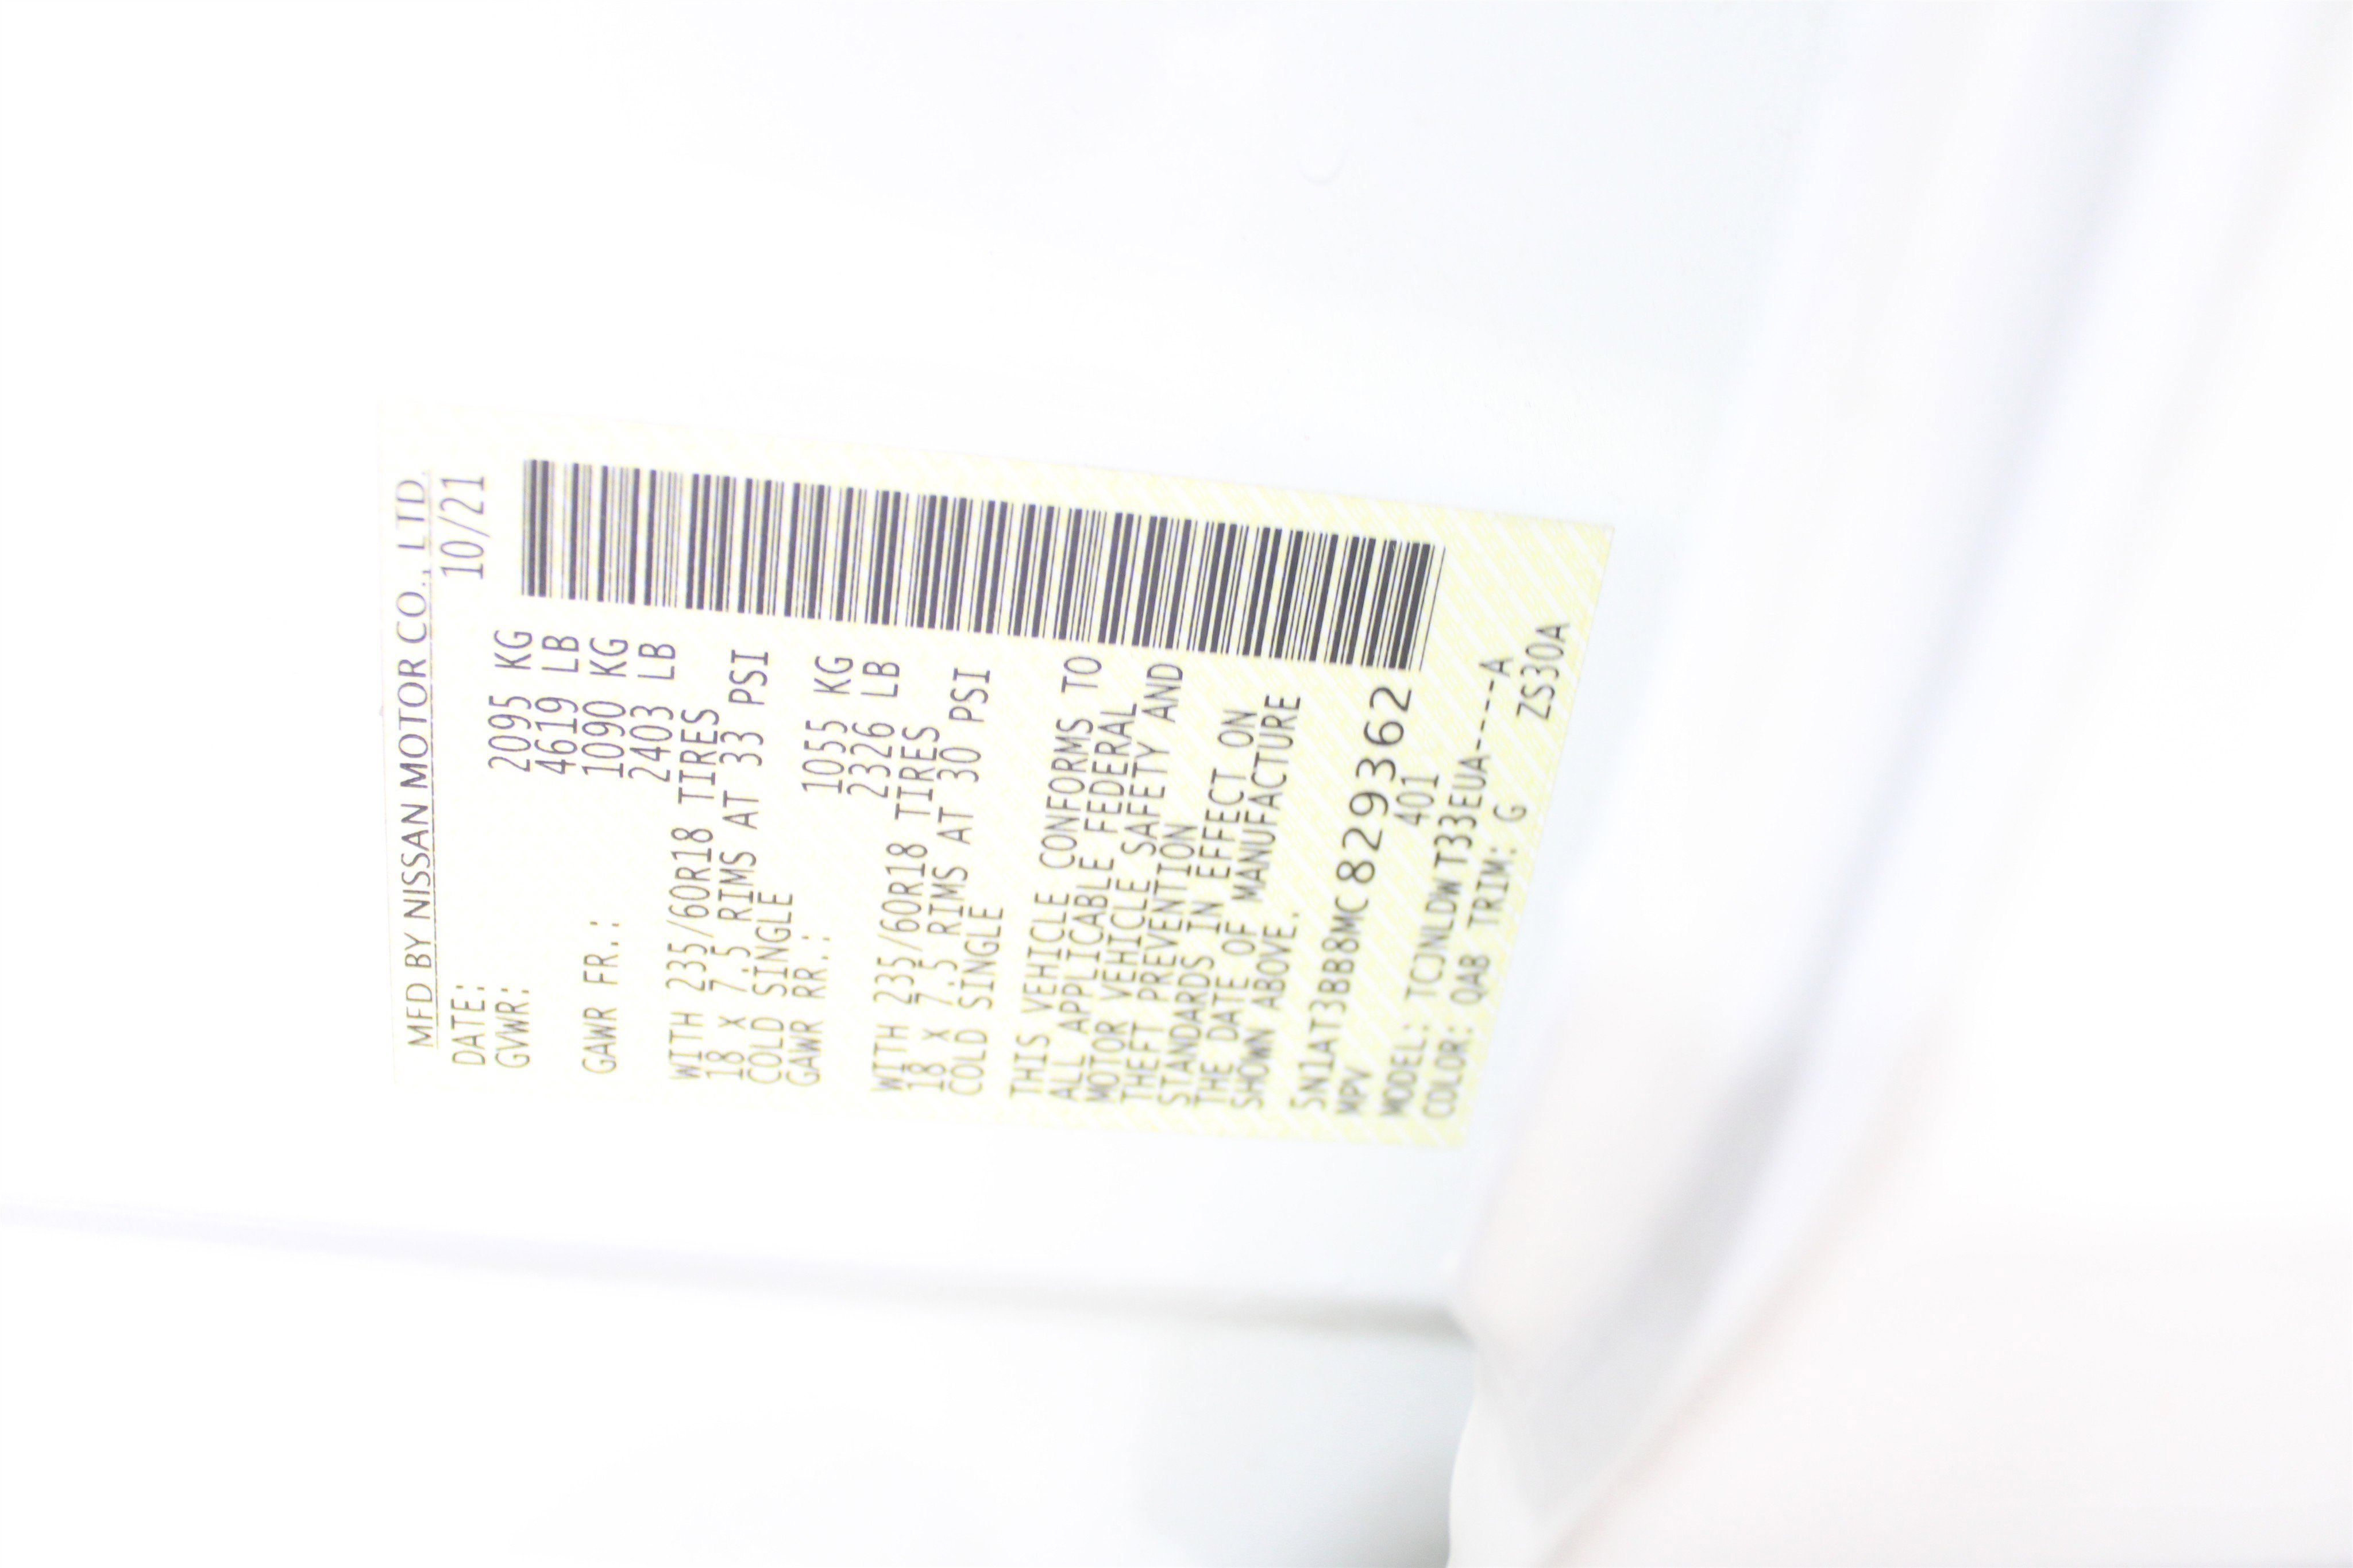 MFD BY NISSAN MOTOR CO., LTD.
DATE: 10/21
GVWR: 2095 KG
4619 LB
GAWR FR.: 1090 KG
2403 LB
WITH 235/60R18 TIRES
18 X 7.5 RIMS AT 33 PSI
COLD SINGLE
GAWR RR.: 1055 KG
2326 LB
WITH 235/60R18 TIRES
18 X 7.5 RIMS AT 30 PSI
COLD SINGLE
THIS VEHICLE CONFORMS TO
ALL APPLICABLE FEDERAL
MOTOR VEHICLE SAFETY AND
THEFT PREVENTION
STANDARDS IN EFFECT ON
THE DATE OF MANUFACTURE
SHOWN ABOVE.
5N1AT3BB8MC829362
MPV 401
MODEL: TCJNLDWT33EUA-----A
COLOR: QAB TRIM: G ZS30A